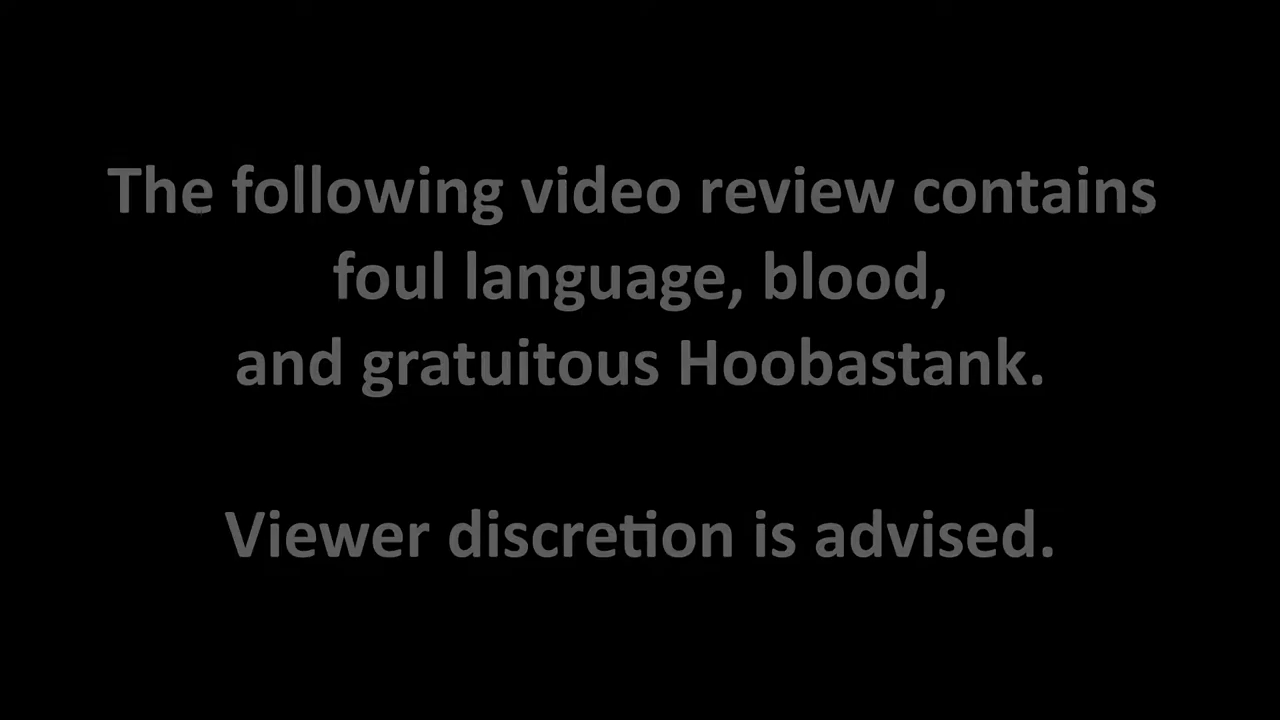 The following video review contains
foul language, blood,
and gratuitous Hoobastank.
Viewer discretion is advised.